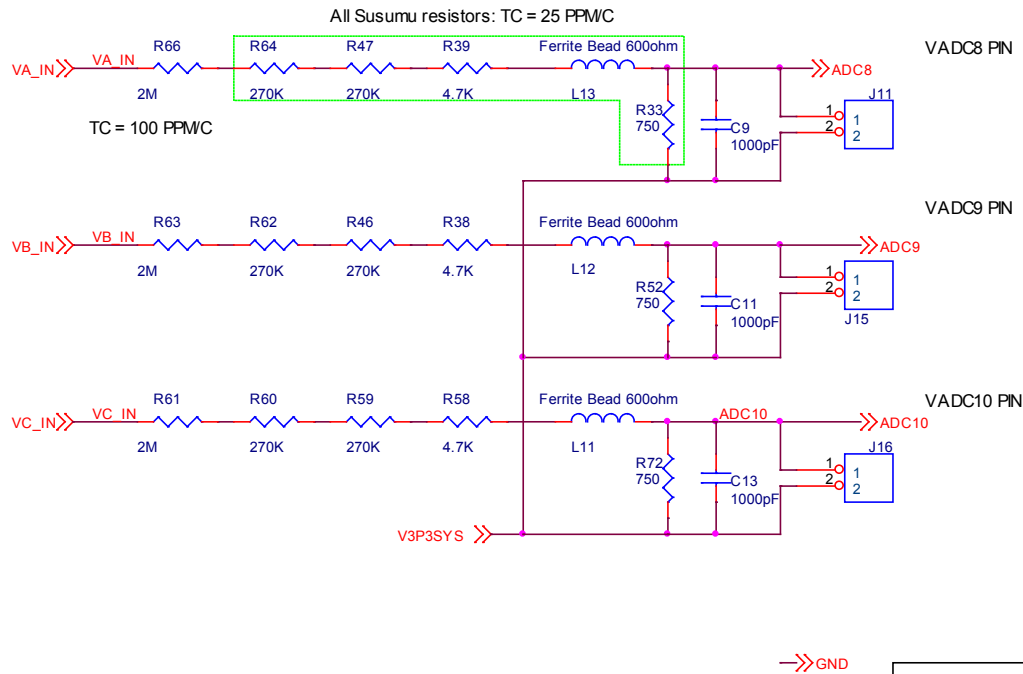 All Susumu resistors: TC = 25 PPM/C
R66 R64 R47 R39 Ferrite Bead 600ohm VADC8 PIN
VA_IN VA_IN ADC8
2M 270K 270K 4.7K L13 J11
TC = 100 PPM/C
R33 750
C9 1000pF
1 1
2 2
VADC9 PIN
R63 R62 R46 R38 Ferrite Bead 600ohm
VB_IN VB_IN ADC9
2M 270K 270K 4.7K L12
R52 750
C11 1000pF
1 1
2 2
J15
VADC10 PIN
R61 R60 R59 R58 Ferrite Bead 600ohm
VC_IN VC_IN ADC10 ADC10
2M 270K 270K 4.7K L11 J16
R72 750
C13 1000pF
1 1
2 2
V3P3SYS
GND